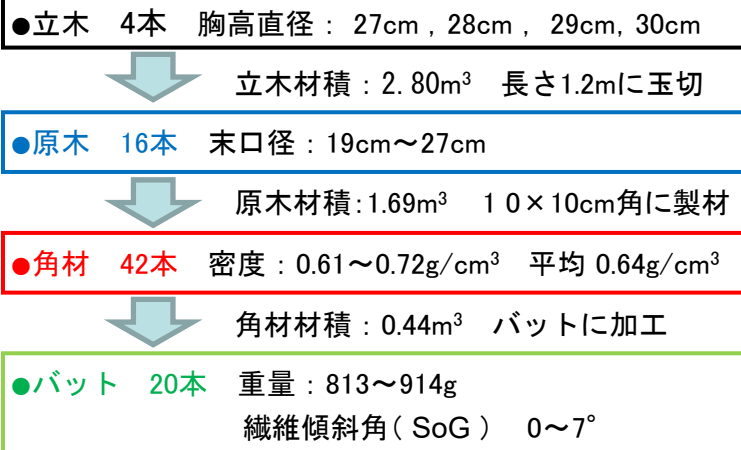 ●立木　4本　胸高直径： 27cm , 28cm , 29cm, 30cm
立木材積：2.80m³　長さ1.2mに玉切
●原木　16本　末口径：19cm～27cm
原木材積：1.69m³　１０×10cm角に製材
●角材　42本　密度：0.61～0.72g/cm³　平均 0.64g/cm³
角材材積：0.44m³　バットに加工
●バット　20本　重量：813～914g
繊維傾斜角（ SoG ）　0～7°